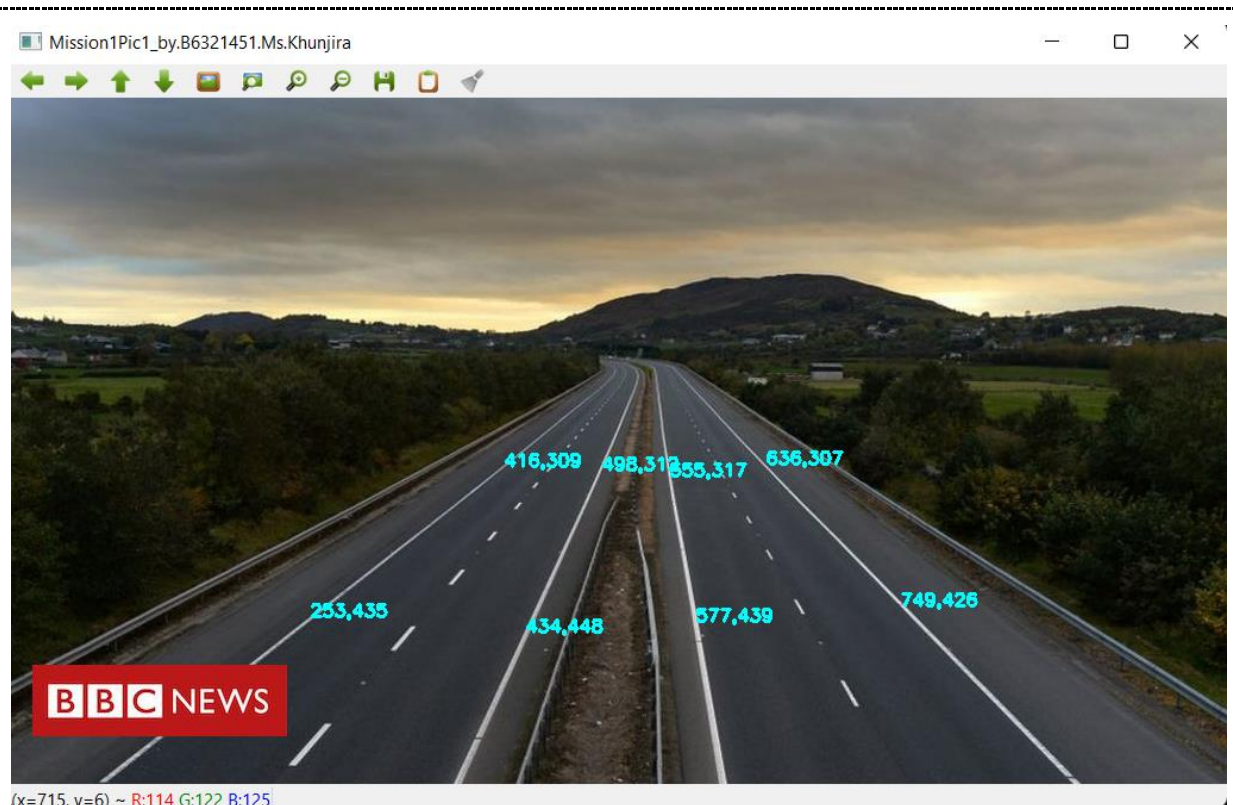 Mission1Pic1_by.B6321451.Ms.Khunjira
416,309
498,312
555,317
636,307
253,435
434,448
577,439
749,426
BBC NEWS
(x=715, y=6) ~ R:114 G:122 B:125